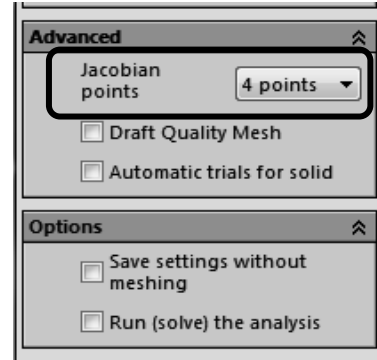 Advanced
Jacobian
points
4 points
Draft Quality Mesh
Automatic trials for solid
Options
Save settings without
meshing
Run (solve) the analysis